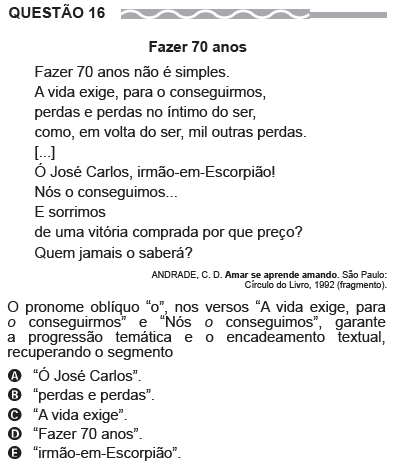 QUESTÃO 16
Fazer 70 anos
Fazer 70 anos não é simples.
A vida exige, para o conseguirmos,
perdas e perdas no íntimo do ser,
como, em volta do ser, mil outras perdas.
[...]
Ó José Carlos, irmão-em-Escorpião!
Nós o conseguimos...
E sorrimos
de uma vitória comprada por que preço?
Quem jamais o saberá?
ANDRADE, C. D. Amar se aprende amando. São Paulo:
Círculo do Livro, 1992 (fragmento).
O pronome oblíquo “o”, nos versos “A vida exige, para
o conseguirmos” e “Nós o conseguimos”, garante
a progressão temática e o encadeamento textual,
recuperando o segmento
A “Ó José Carlos”.
B “perdas e perdas”.
C “A vida exige”.
D “Fazer 70 anos”.
E “irmão-em-Escorpião”.